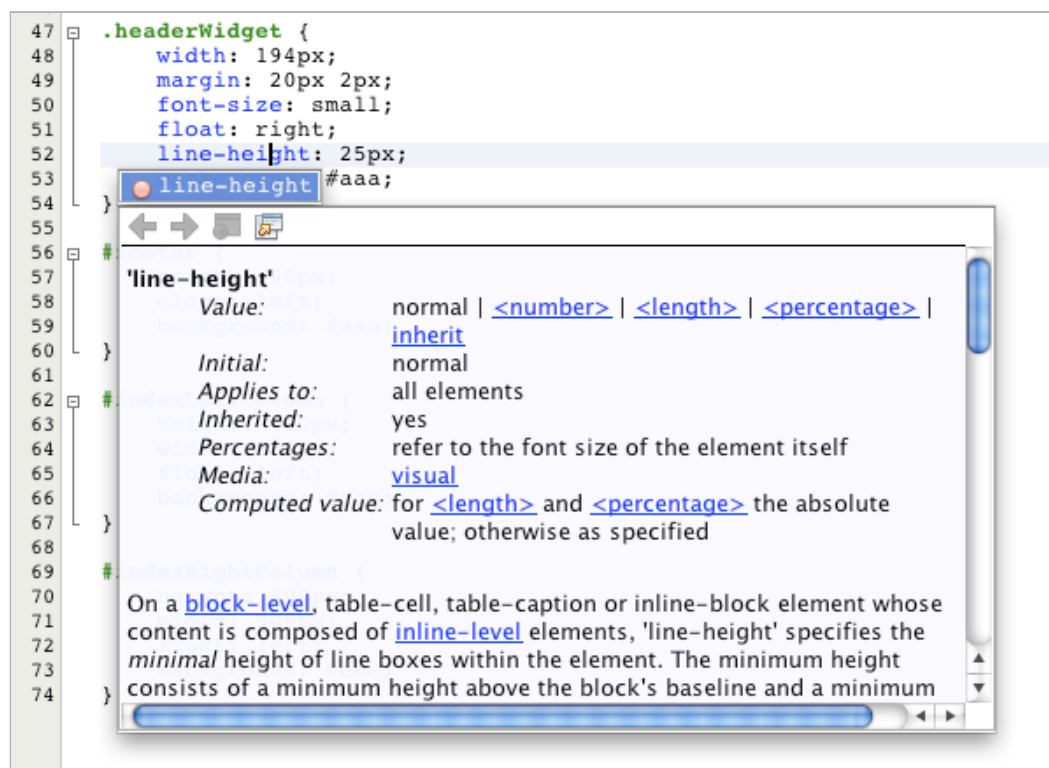 47 .headerWidget {
48 width: 194px;
49 margin: 20px 2px;
50 font-size: small;
51 float: right;
52 line-height: 25px;
53 #aaa;
line-height
54 }
55
56 #footer {
'line-height'
57 0px;
Value: normal | <number> | <length> | <percentage> |
58 left;
59 background: #aaa;
inherit
60 }
Initial: normal
61
Applies to: all elements
62 #
Inherited: yes
63
Percentages: refer to the font size of the element itself
64
65
Media: visual
66
Computed value: for <length> and <percentage> the absolute
67 }
value; otherwise as specified
68
69 #indexRightColumn {
70
On a block-level, table-cell, table-caption or inline-block element whose
71
content is composed of inline-level elements, 'line-height' specifies the
72
minimal height of line boxes within the element. The minimum height
73
74 }
consists of a minimum height above the block's baseline and a minimum